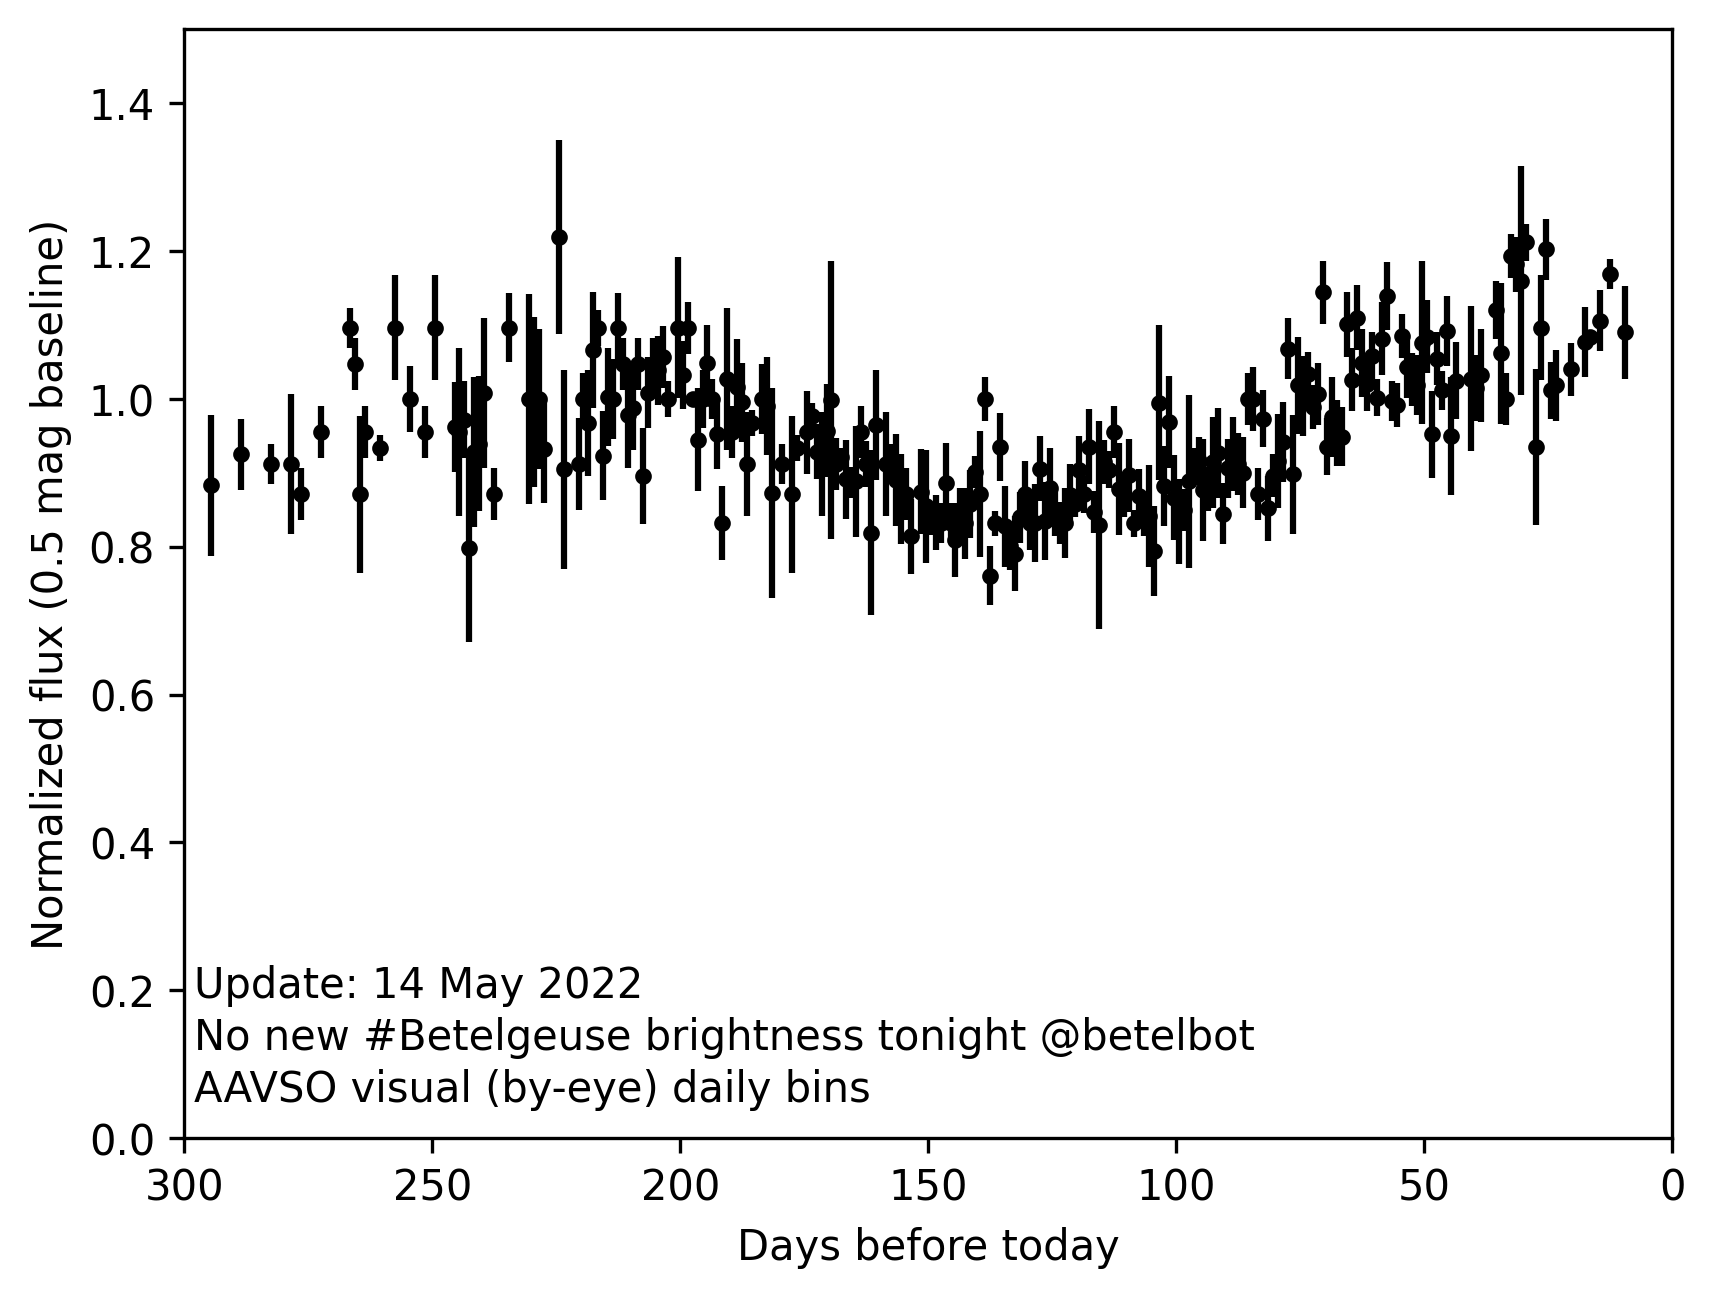 1.4
1.2
1.0
0.8
0.6
0.4
0.2
0.0
Normalized flux (0.5 mag baseline)
Update: 14 May 2022
No new #Betelgeuse brightness tonight @betelbot
AAVSO visual (by-eye) daily bins
300 250 200 150 100 50 0
Days before today